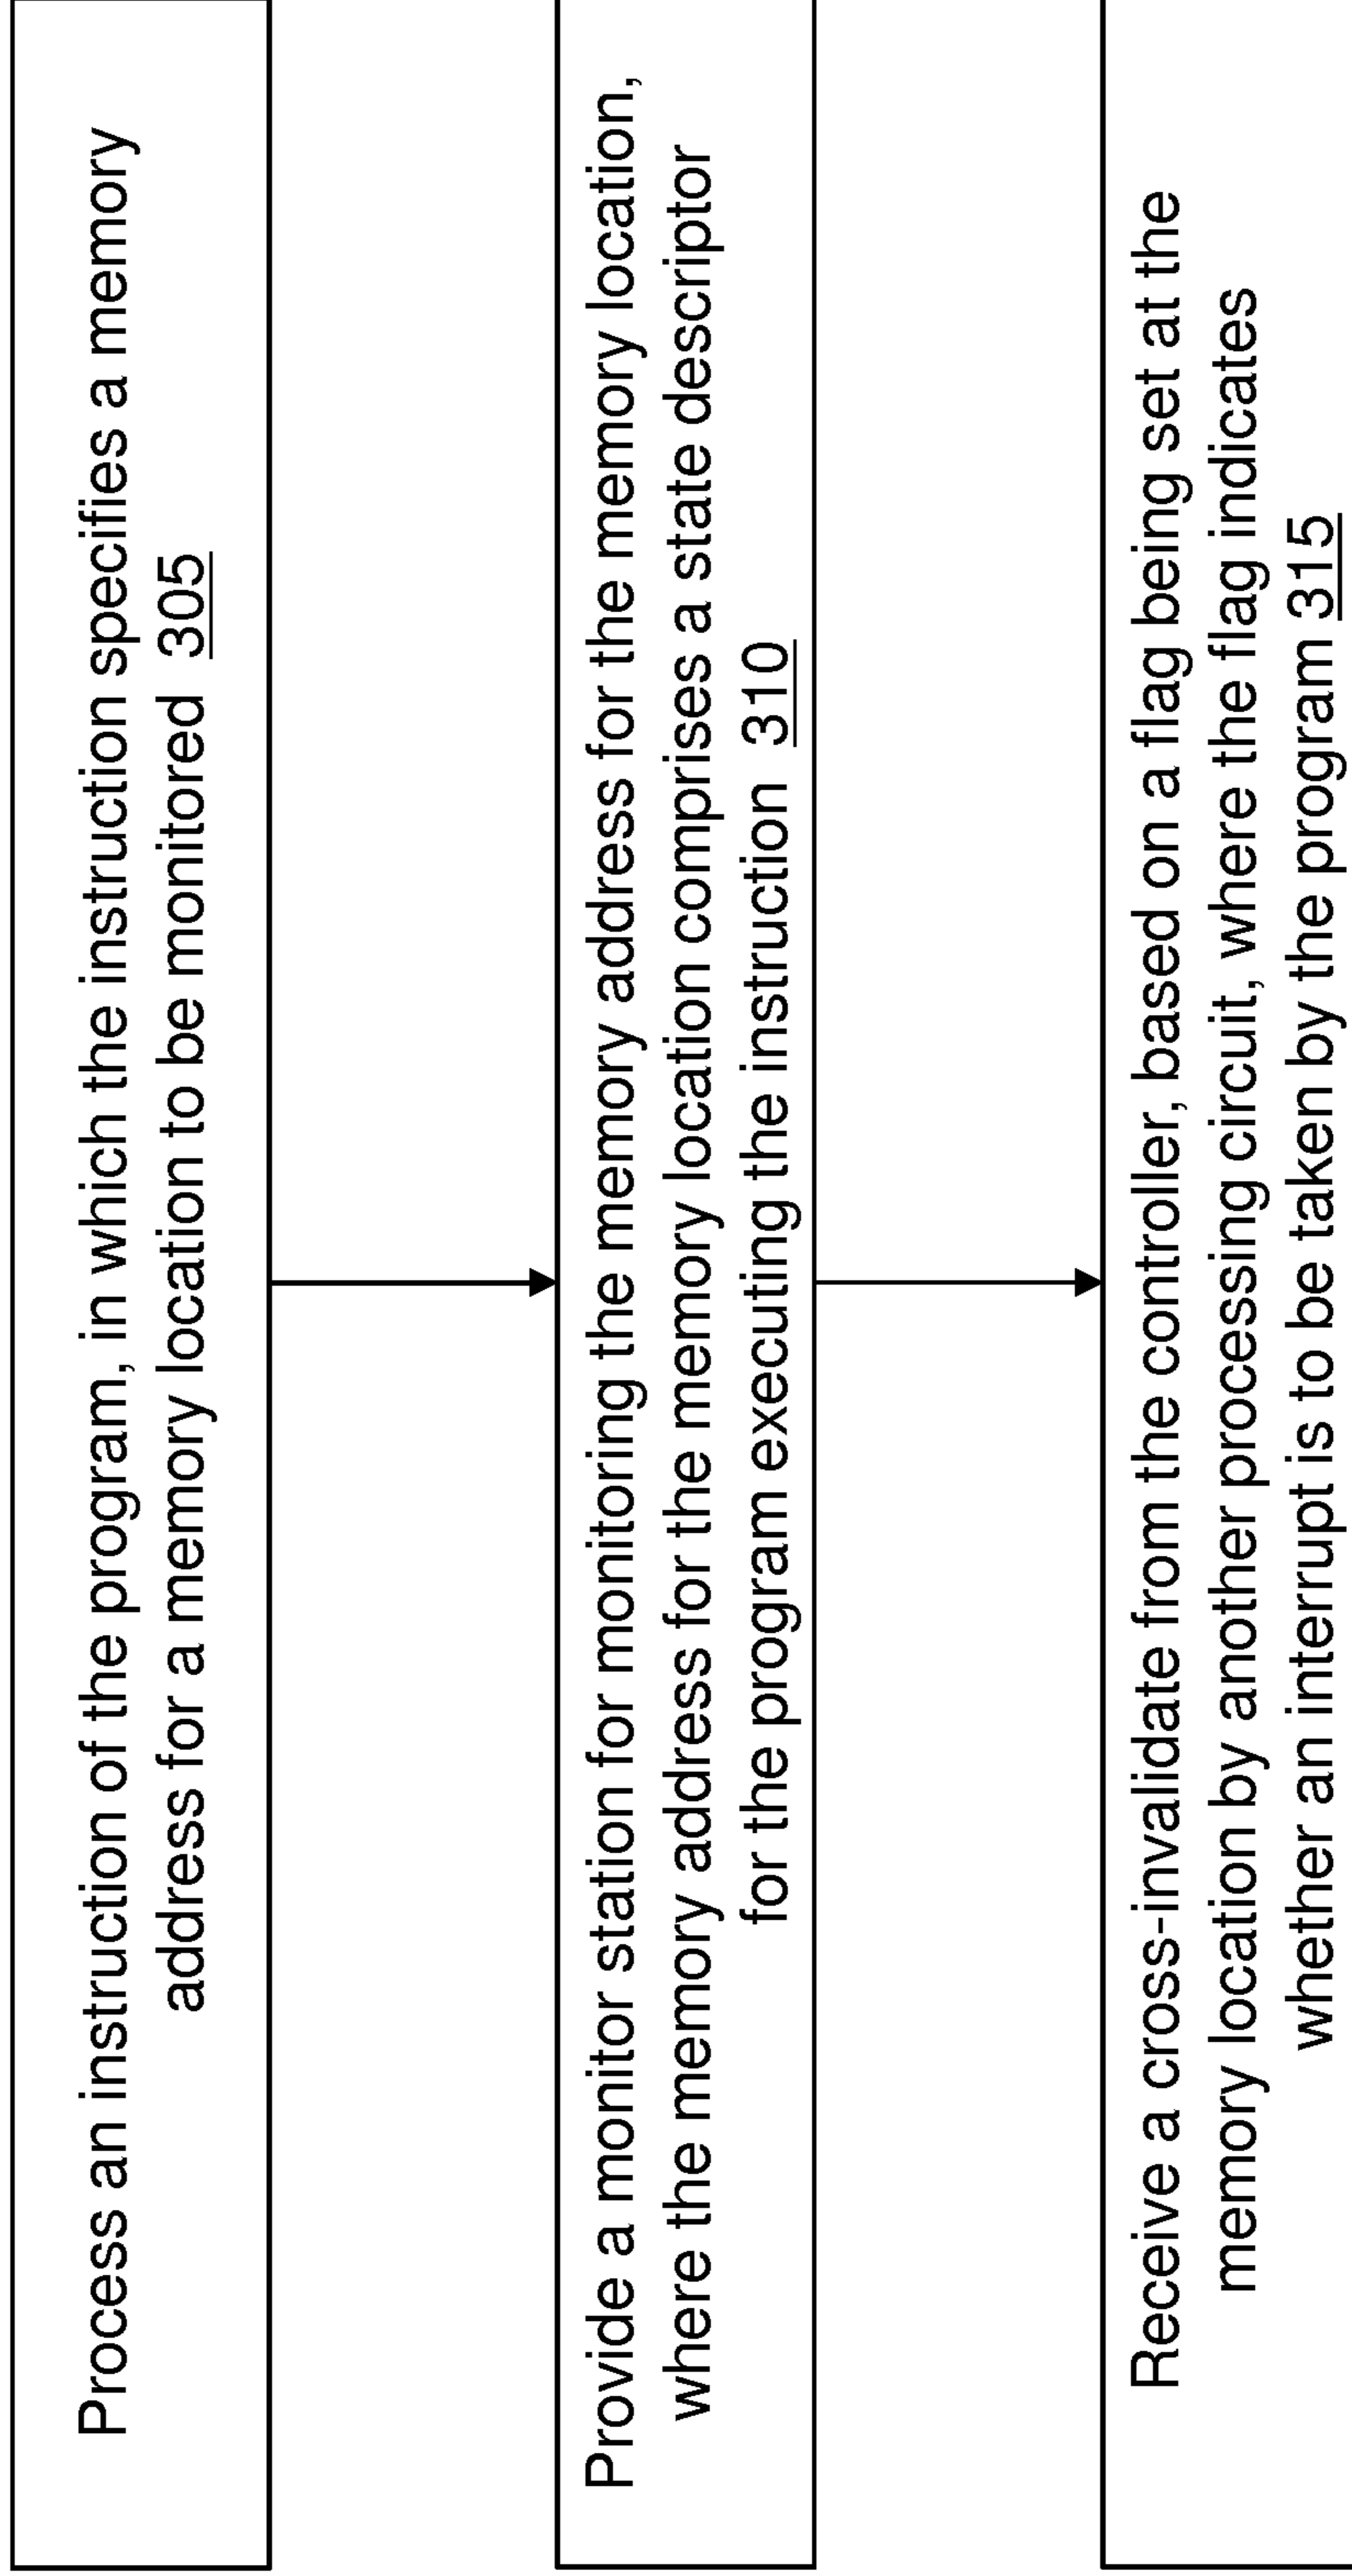 Process an instruction of the program, in which the instruction specifies a memory
address for a memory location to be monitored 305
Provide a monitor station for monitoring the memory address for the memory location,
where the memory address for the memory location comprises a state descriptor
for the program executing the instruction 310
Receive a cross-invalidate from the controller, based on a flag being set at the
memory location by another processing circuit, where the flag indicates
whether an interrupt is to be taken by the program 315